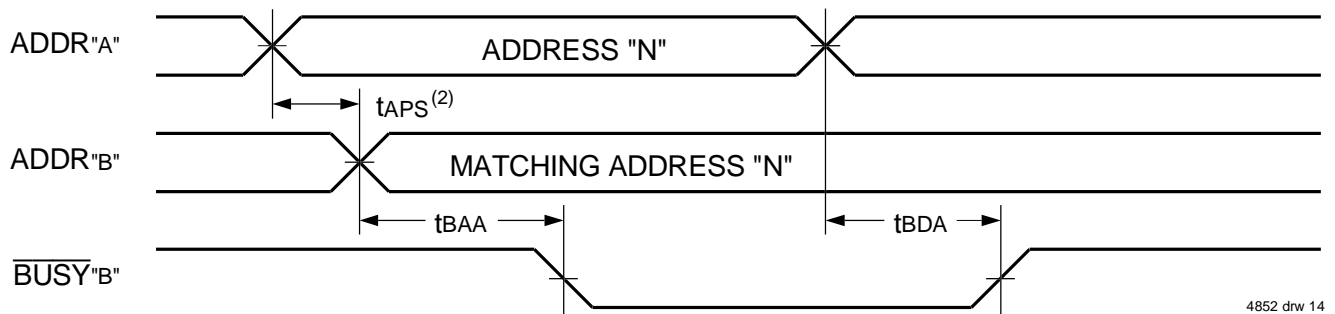 ADDR"A" ADDRESS "N"
tAPS(2)
ADDR"B" MATCHING ADDRESS "N"
tBAA tBDA
BUSY"B"
4852 drw 14